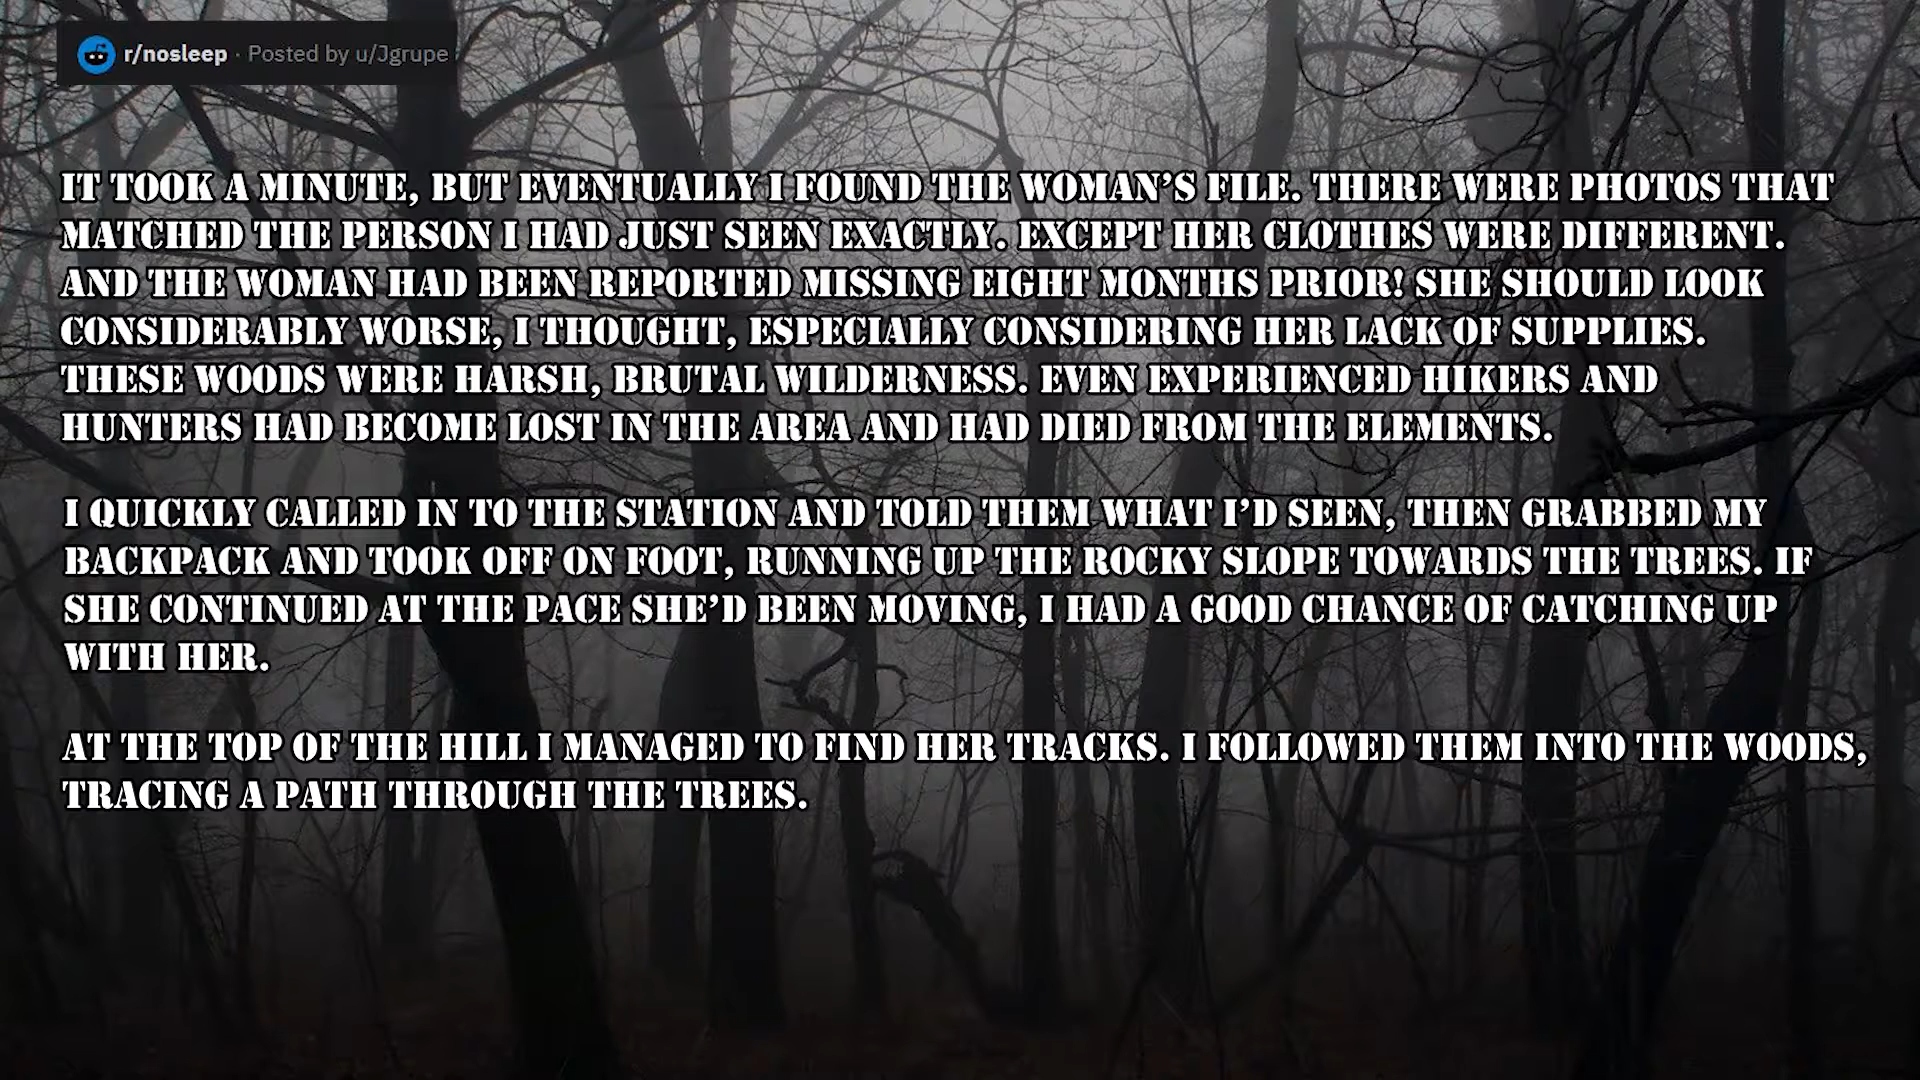 r/nosleep · Posted by u/Jgrupe
IT TOOK A MINUTE, BUT EVENTUALLY I FOUND THE WOMAN'S FILE. THERE WERE PHOTOS THAT
MATCHED THE PERSON I HAD JUST SEEN EXACTLY. EXCEPT HER CLOTHES WERE DIFFERENT.
AND THE WOMAN HAD BEEN REPORTED MISSING EIGHT MONTHS PRIOR! SHE SHOULD LOOK
CONSIDERABLY WORSE, I THOUGHT, ESPECIALLY CONSIDERING HER LACK OF SUPPLIES.
THESE WOODS WERE HARSH, BRUTAL WILDERNESS. EVEN EXPERIENCED HIKERS AND
HUNTERS HAD BECOME LOST IN THE AREA AND HAD DIED FROM THE ELEMENTS.
I QUICKLY CALLED IN TO THE STATION AND TOLD THEM WHAT I'D SEEN, THEN GRABBED MY
BACKPACK AND TOOK OFF ON FOOT, RUNNING UP THE ROCKY SLOPE TOWARDS THE TREES. IF
SHE CONTINUED AT THE PACE SHE'D BEEN MOVING, I HAD A GOOD CHANCE OF CATCHING UP
WITH HER.
AT THE TOP OF THE HILL I MANAGED TO FIND HER TRACKS. I FOLLOWED THEM INTO THE WOODS,
TRACING A PATH THROUGH THE TREES.